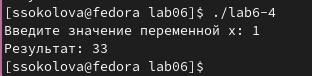 [ssokolova@fedora lab06]$ ./lab6-4
Введите значение переменной x: 1
Результат: 33
[ssokolova@fedora lab06]$